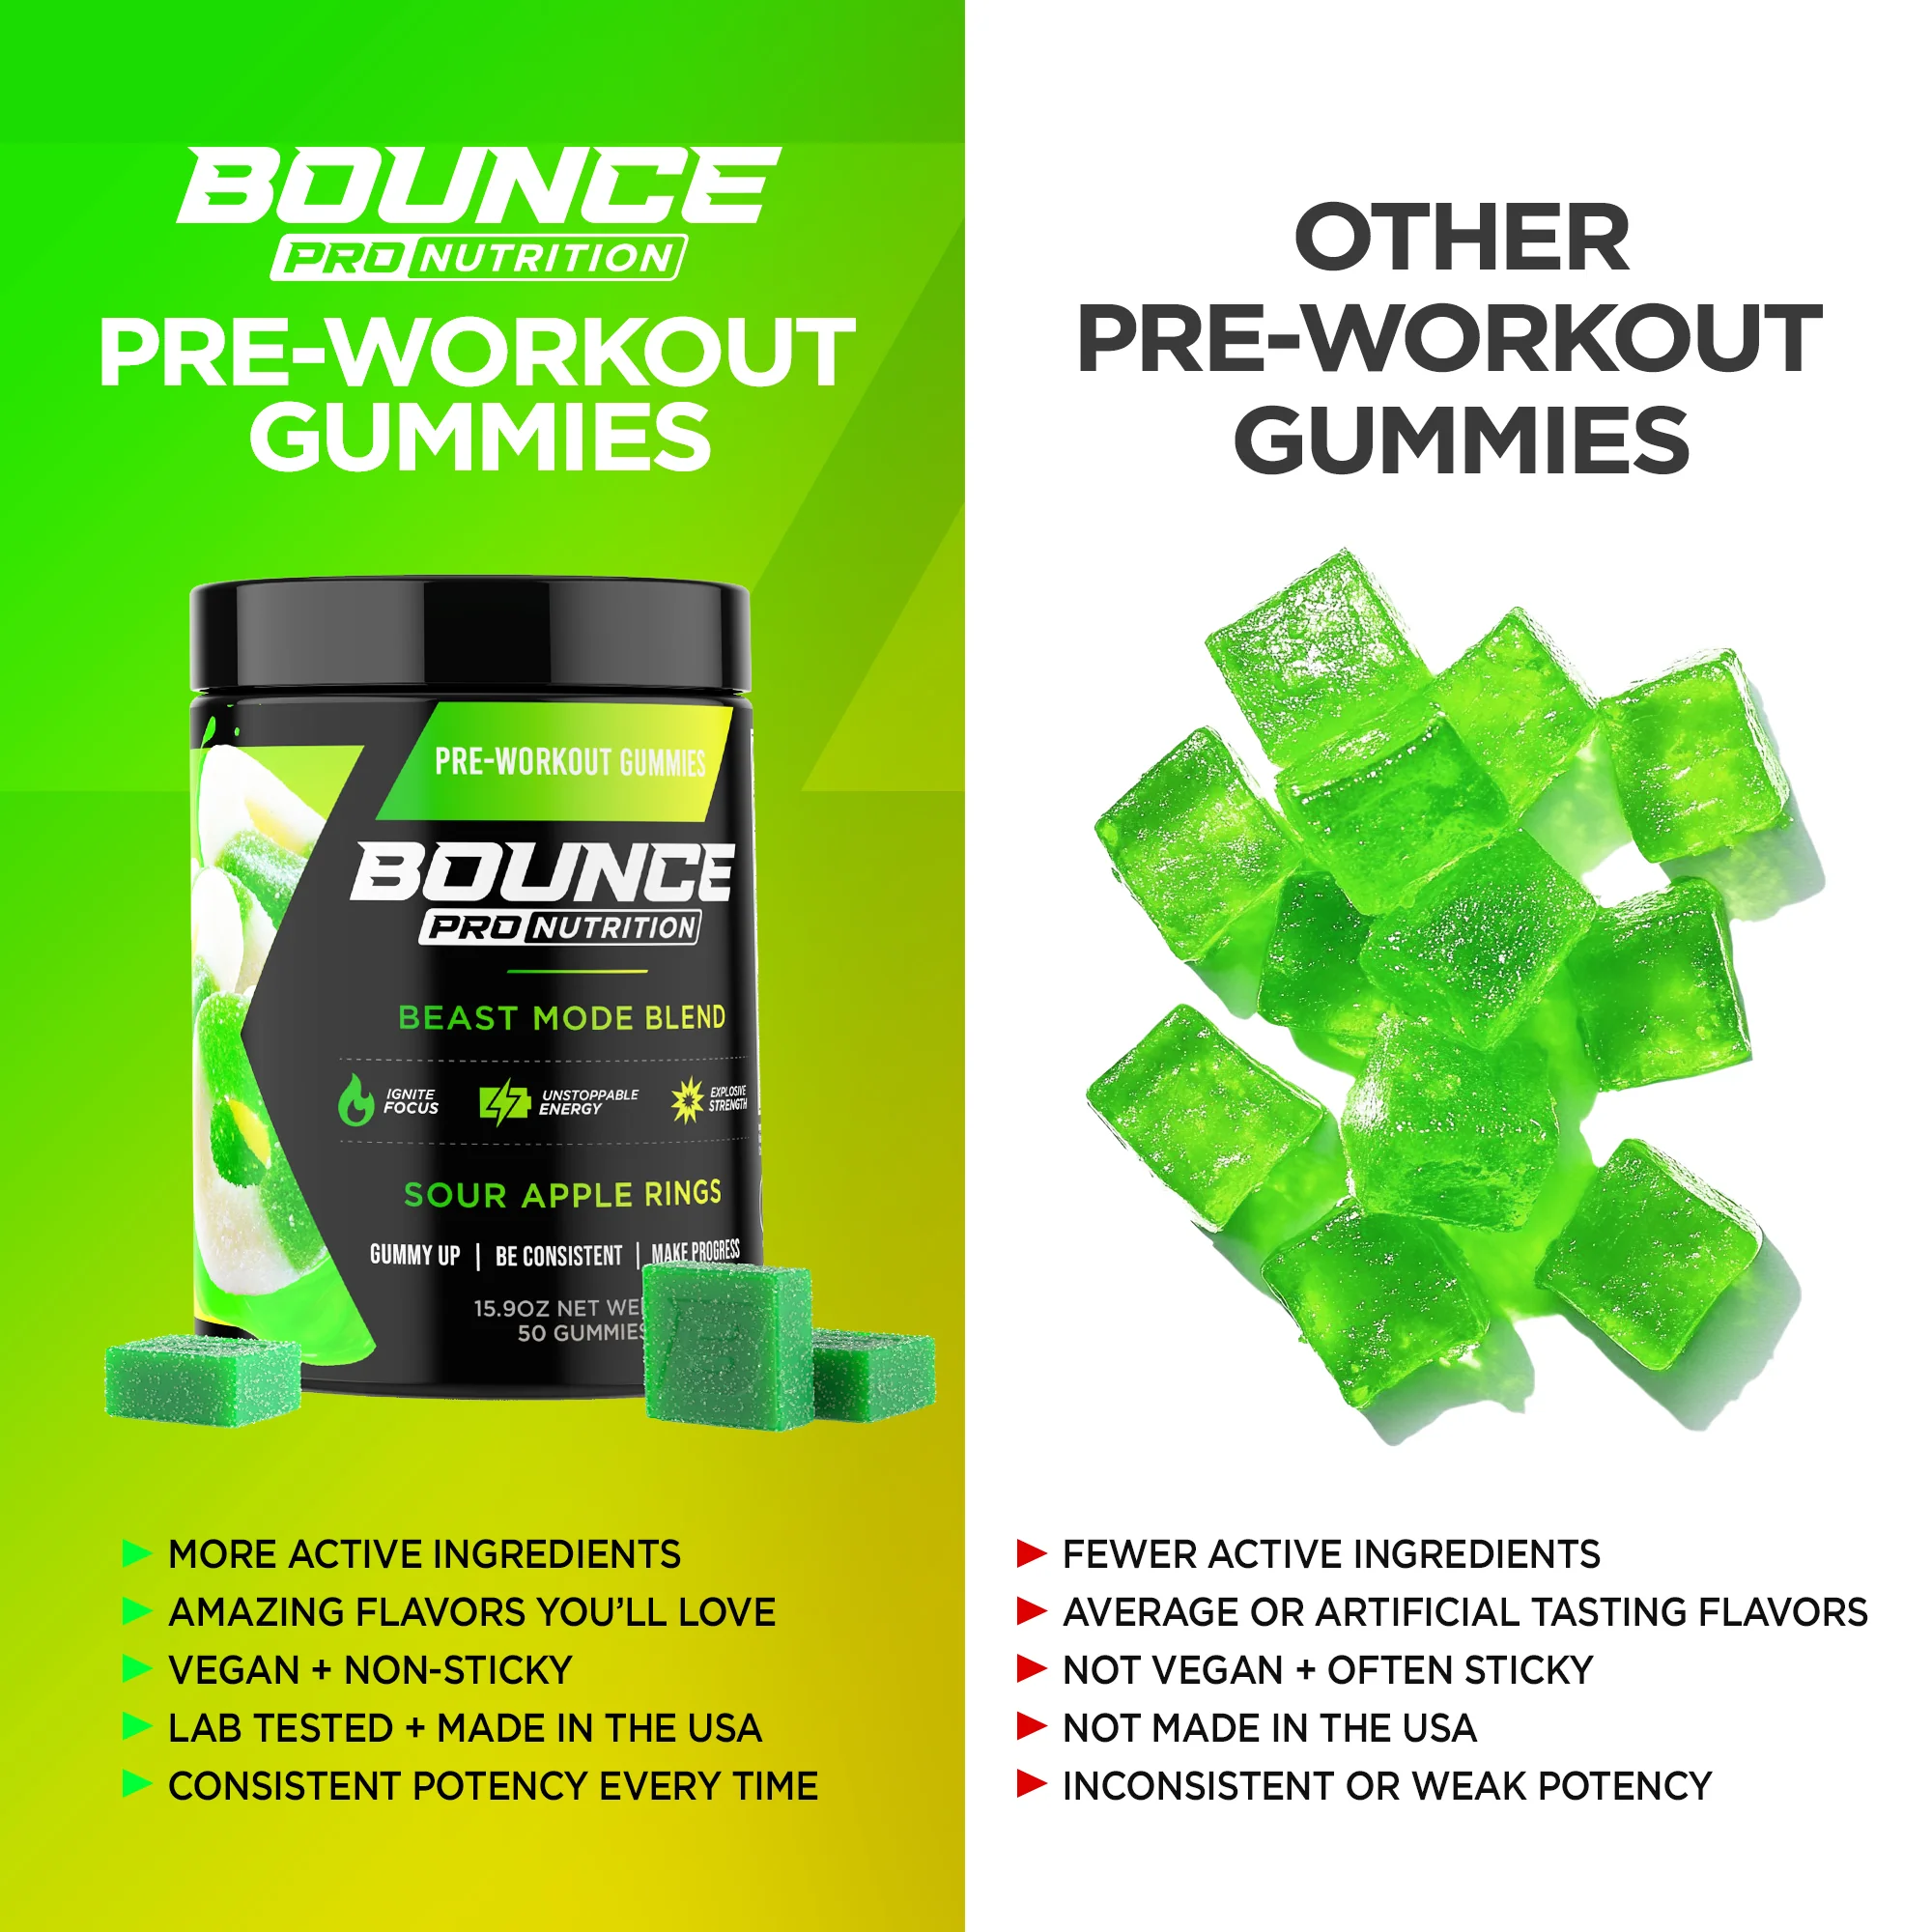 BOUNCE
PRO NUTRITION
PRE-WORKOUT
GUMMIES
PRE-WORKOUT GUMMIES
BOUNCE
PRO NUTRITION
BEAST MODE BLEND
IGNITE
FOCUS
UNSTOPPABLE
ENERGY
EXPLOSIVE
STRENGTH
SOUR APPLE RINGS
GUMMY UP | BE CONSISTENT | MAKE PROGRESS
15.9OZ NET
50 GUMMIES
MORE ACTIVE INGREDIENTS
AMAZING FLAVORS YOU'LL LOVE
VEGAN + NON-STICKY
LAB TESTED + MADE IN THE USA
CONSISTENT POTENCY EVERY TIME
OTHER
PRE-WORKOUT
GUMMIES
FEWER ACTIVE INGREDIENTS
AVERAGE OR ARTIFICIAL TASTING FLAVORS
NOT VEGAN + OFTEN STICKY
NOT MADE IN THE USA
INCONSISTENT OR WEAK POTENCY